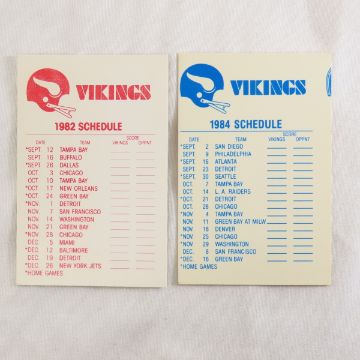 VIKINGS
1982 SCHEDULE
SCORE
DATE TEAM VIKINGS OPPNT
*SEPT. 12 TAMPA BAY
SEPT. 16 BUFFALO
*SEPT. 26 DALLAS
OCT. 3 CHICAGO
OCT. 10 TAMPA BAY
*OCT. 17 NEW ORLEANS
*OCT. 24 GREEN BAY
*NOV. 1 DETROIT
NOV. 7 SAN FRANCISCO
NOV. 14 WASHINGTON
NOV. 21 GREEN BAY
*NOV. 28 CHICAGO
DEC. 5 MIAMI
*DEC. 12 BALTIMORE
DEC. 19 DETROIT
*DEC. 26 NEW YORK JETS
*HOME GAMES
VIKINGS
1984 SCHEDULE
SCORE
DATE TEAM VIKINGS OPPNT
*SEPT. 2 SAN DIEGO
SEPT. 9 PHILADELPHIA
*SEPT. 16 ATLANTA
SEPT. 23 DETROIT
*SEPT. 30 SEATTLE
OCT. 7 TAMPA BAY
*OCT. 14 L. A. RAIDERS
*OCT. 21 DETROIT
OCT. 28 CHICAGO
*NOV. 4 TAMPA BAY
NOV. 11 GREEN BAY AT MILW.
NOV. 18 DENVER
*NOV. 25 CHICAGO
*NOV. 29 WASHINGTON
DEC. 8 SAN FRANCISCO
*DEC. 16 GREEN BAY
*HOME GAMES